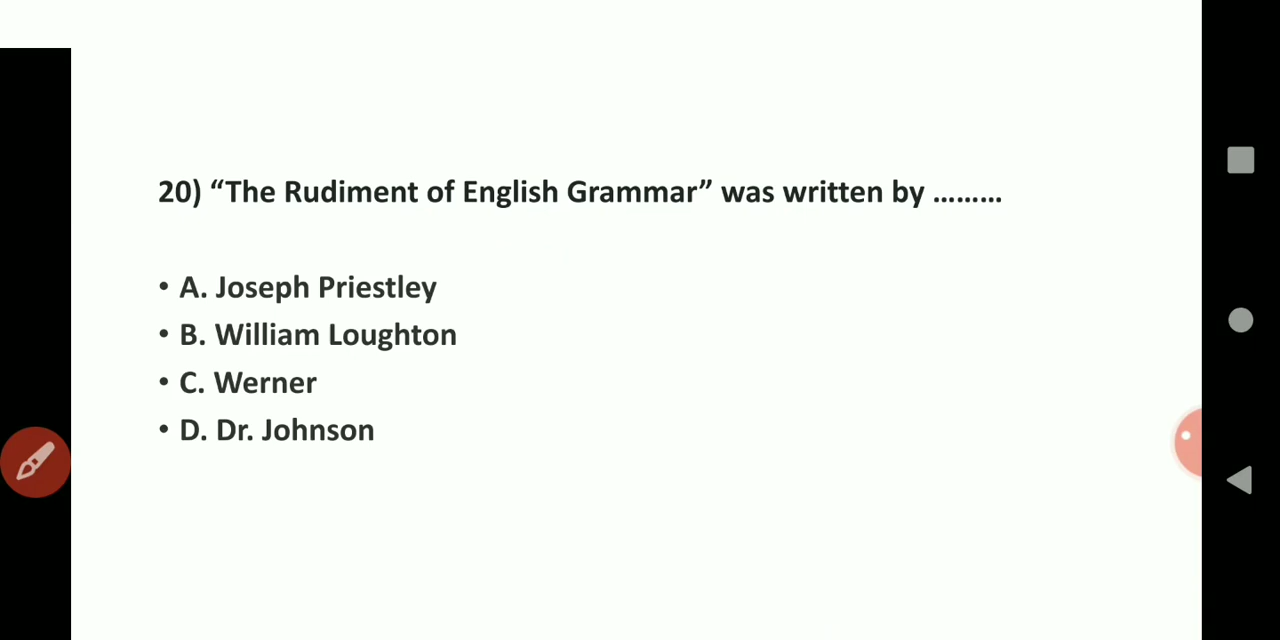 20) “The Rudiment of English Grammar” was written by .........
• A. Joseph Priestley
• B. William Loughton
• C. Werner
• D. Dr. Johnson